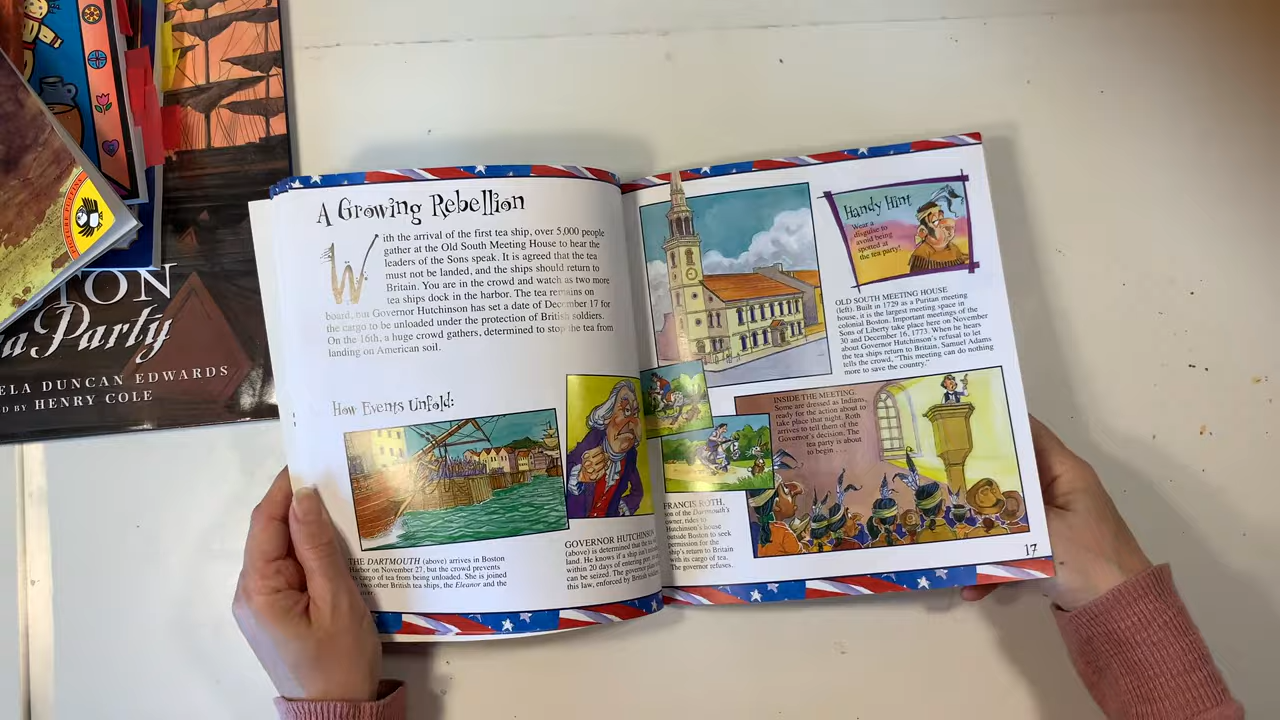 TON
a Party
ELA DUNCAN EDWARDS
D BY HENRY COLE
A Growing Rebellion
With the arrival of the first tea ship, over 5,000 people
gather at the Old South Meeting House to hear the
leaders of the Sons speak. It is agreed that the tea
must not be landed, and the ships should return to
Britain. You are in the crowd and watch as two more
tea ships dock in the harbor. The tea remains on
board, but Governor Hutchinson has set a date of December 17 for
the cargo to be unloaded under the protection of British soldiers.
On the 16th, a huge crowd gathers, determined to stop the tea from
landing on American soil.
How Events Unfold:
THE DARTMOUTH (above) arrives in Boston
Harbor on November 27, but the crowd prevents
its cargo of tea from being unloaded. She is joined
two other British tea ships, the Eleanor and the
GOVERNOR HUTCHINSON
(above) is determined that the
land. He knows if a ship isn't
within 20 days of entering port,
can be seized. The governor
this law, enforced by British
Handy Hint
Wear a
disguise to
avoid being
spotted at
the tea party!
OLD SOUTH MEETING HOUSE
(left). Built in 1729 as a Puritan meeting
house, it is the largest meeting space in
colonial Boston. Important meetings of the
Sons of Liberty take place here on November
30 and December 16, 1773. When he hears
about Governor Hutchinson's refusal to let
the tea ships return to Britain, Samuel Adams
tells the crowd, "This meeting can do nothing
more to save the country."
FRANCIS ROTH,
son of the Dartmouth's
owner, rides to
Hutchinson's house
outside Boston to seek
permission for the
ship's return to Britain
with its cargo of tea.
The governor refuses.
INSIDE THE MEETING.
Some are dressed as Indians,
ready for the action about to
take place that night. Roth
arrives to tell them of the
Governor's decision. The
tea party is about
to begin . . .
17